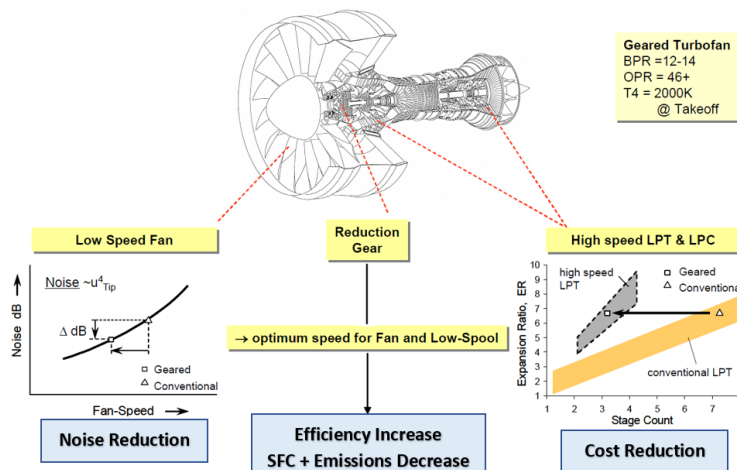 Geared Turbofan
BPR =12-14
OPR = 46+
T4 = 2000K
@ Takeoff
Low Speed Fan
Reduction
Gear
High speed LPT & LPC
Noise dB
Noise ~u⁴Tip
Δ dB
Geared
Conventional
Fan-Speed
→ optimum speed for Fan and Low-Spool
Expansion Ratio, ER
10
9
8
7
6
5
4
3
2
1
high speed
LPT
Geared
Conventional
conventional LPT
1 2 3 4 5 6 7
Stage Count
Noise Reduction
Efficiency Increase
SFC + Emissions Decrease
Cost Reduction